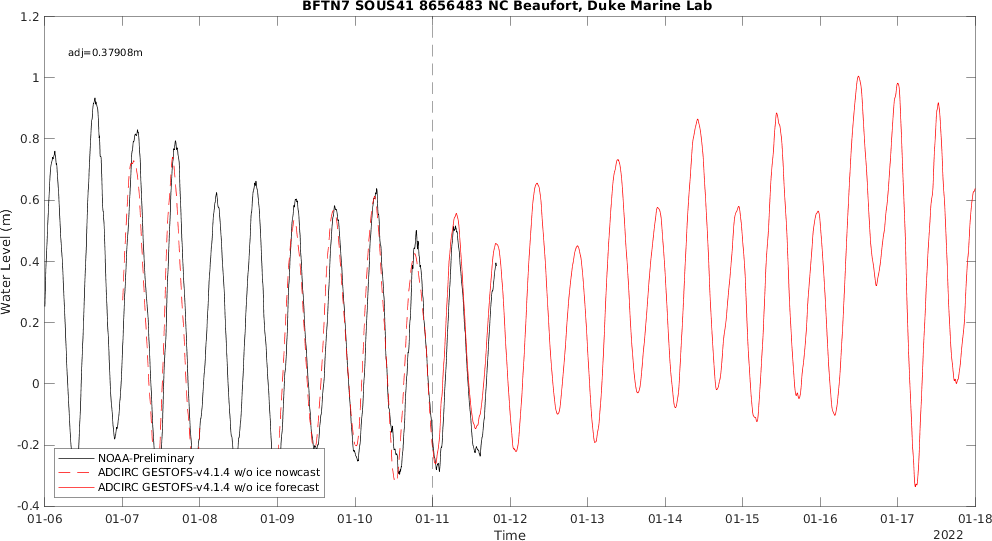 BFTN7 SOUS41 8656483 NC Beaufort, Duke Marine Lab
adj=0.37908m
1.2
1
0.8
0.6
0.4
0.2
0
-0.2
-0.4
Water Level (m)
NOAA-Preliminary
ADCIRC GESTOFS-v4.1.4 w/o ice nowcast
ADCIRC GESTOFS-v4.1.4 w/o ice forecast
01-06 01-07 01-08 01-09 01-10 01-11 01-12 01-13 01-14 01-15 01-16 01-17 01-18
Time
2022